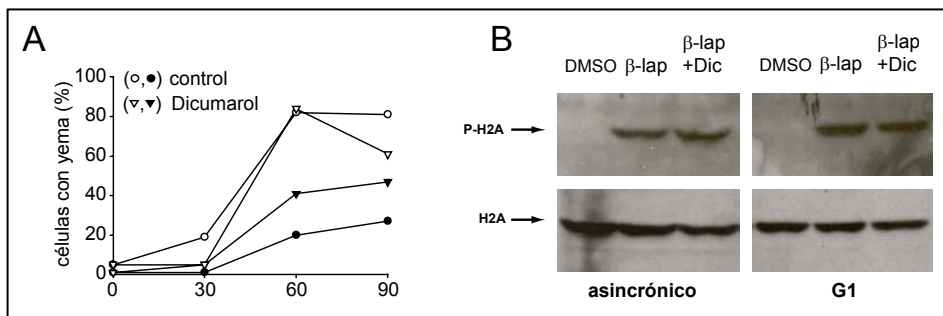 A
células con yema (%)
100
80
60
40
20
0
0 30 60 90
(○,●) control
(▽,▼) Dicumarol
B
DMSO β-lap β-lap +Dic
DMSO β-lap β-lap +Dic
P-H2A
H2A
asincrónico
G1